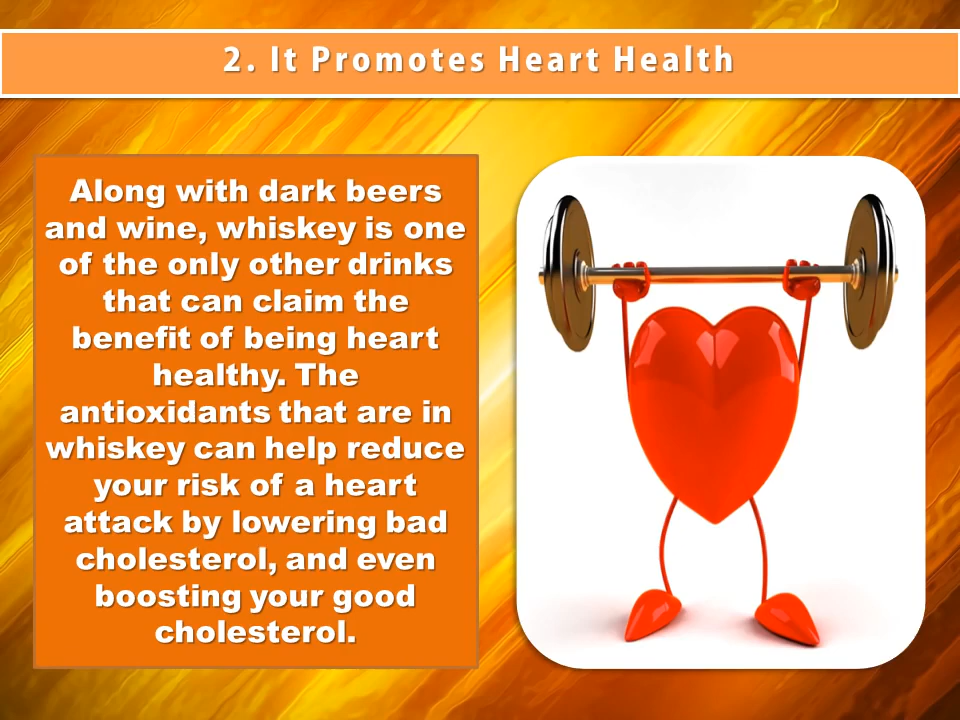 2. It Promotes Heart Health
Along with dark beers
and wine, whiskey is one
of the only other drinks
that can claim the
benefit of being heart
healthy. The
antioxidants that are in
whiskey can help reduce
your risk of a heart
attack by lowering bad
cholesterol, and even
boosting your good
cholesterol.